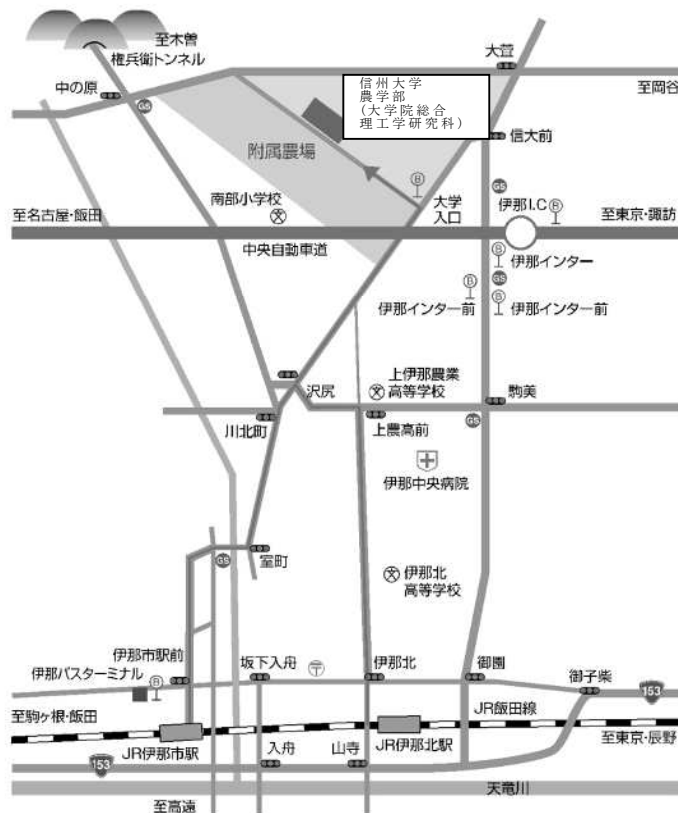 至木曽
権兵衛トンネル
中の原
GS
大萱
至岡谷
信州大学
農学部
(大学院総合
理工学研究科)
信大前
附属農場
GS
B
大学
入口
南部小学校
文
伊那I.C
B
至名古屋・飯田
至東京・諏訪
中央自動車道
B
伊那インター
B
GS
伊那インター前
B
伊那インター前
沢尻
上伊那農業
高等学校
文
駒美
川北町
上農高前
GS
伊那中央病院
GS
室町
文
伊那北
高等学校
伊那市駅前
坂下入舟
〒
伊那北
御園
御子柴
伊那バスターミナル
B
153
JR飯田線
至駒ヶ根・飯田
JR伊那市駅
JR伊那北駅
至東京・辰野
153
入舟
山寺
天竜川
至高遠